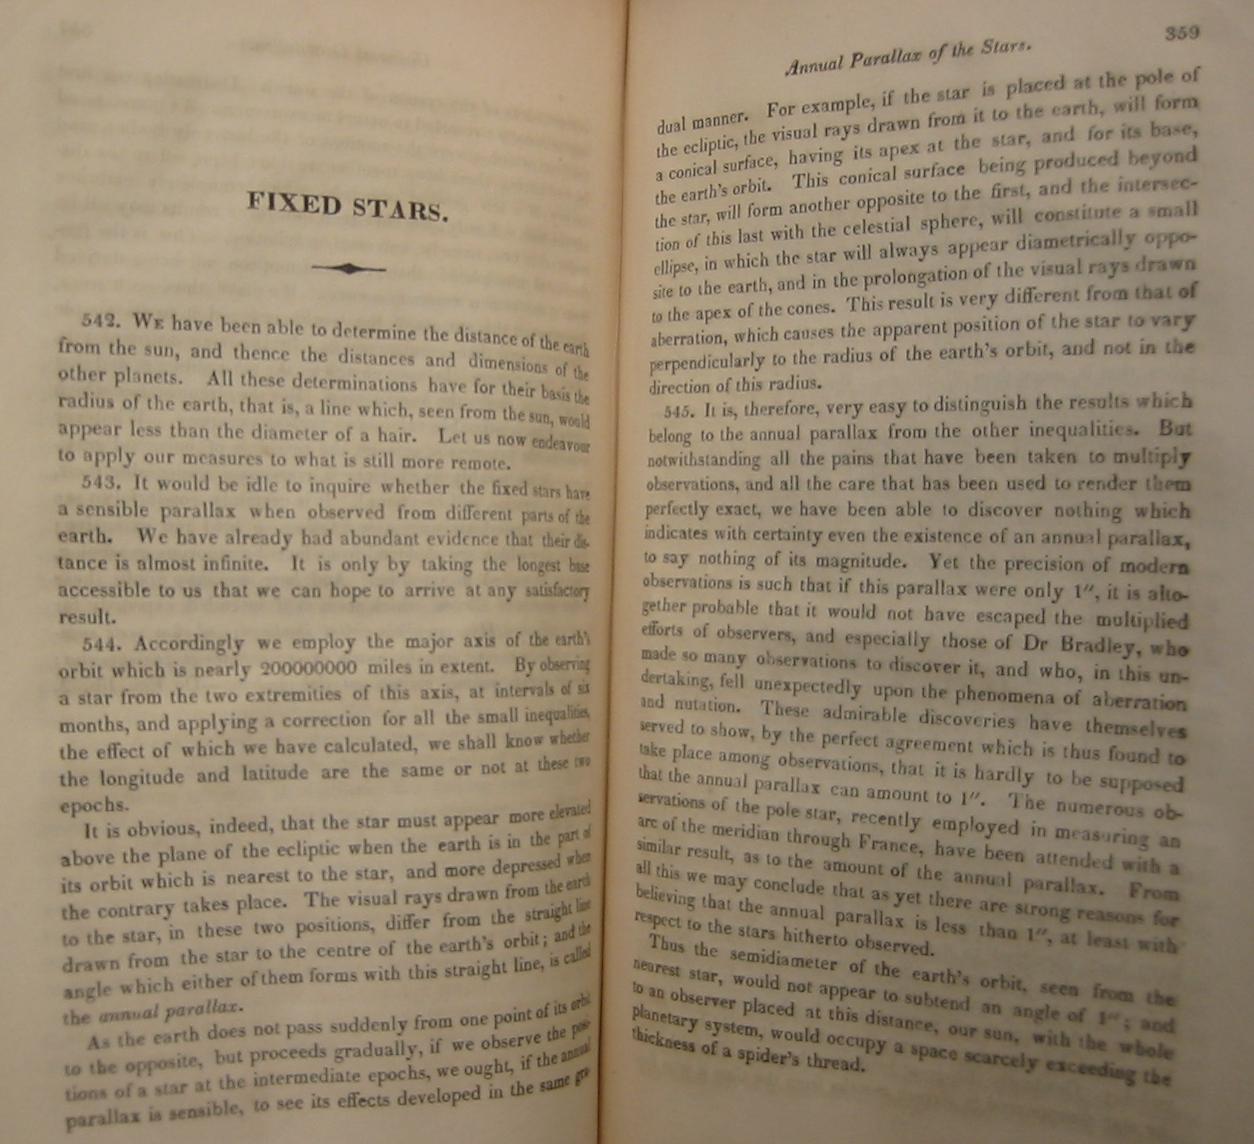 FIXED STARS.
542. WE have been able to determine the distance of the earth
from the sun, and thence the distances and dimensions of the
other planets. All these determinations have for their basis the
radius of the earth, that is, a line which, seen from the sun, would
appear less than the diameter of a hair. Let us now endeavour
to apply our measures to what is still more remote.
543. It would be idle to inquire whether the fixed stars have
a sensible parallax when observed from different parts of the
earth. We have already had abundant evidence that their dis-
tance is almost infinite. It is only by taking the longest base
accessible to us that we can hope to arrive at any satisfactory
result.
544. Accordingly we employ the major axis of the earth's
orbit which is nearly 200000000 miles in extent. By observing
a star from the two extremities of this axis, at intervals of six
months, and applying a correction for all the small inequalities,
the effect of which we have calculated, we shall know whether
the longitude and latitude are the same or not at these two
epochs.
It is obvious, indeed, that the star must appear more elevated
above the plane of the ecliptic when the earth is in the part of
its orbit which is nearest to the star, and more depressed when
the contrary takes place. The visual rays drawn from the earth
to the star, in these two positions, differ from the straight line
drawn from the star to the centre of the earth's orbit; and the
angle which either of them forms with this straight line, is called
the annual parallax.
As the earth does not pass suddenly from one point of its orbit
to the opposite, but proceeds gradually, if we observe the posi-
tions of a star at the intermediate epochs, we ought, if the annual
parallax is sensible, to see its effects developed in the same gra-
Annual Parallax of the Stars.
359
dual manner. For example, if the star is placed at the pole of
the ecliptic, the visual rays drawn from it to the earth, will form
a conical surface, having its apex at the star, and for its base,
the earth's orbit. This conical surface being produced beyond
the star, will form another opposite to the first, and the intersec-
tion of this last with the celestial sphere, will constitute a small
ellipse, in which the star will always appear diametrically oppo-
site to the earth, and in the prolongation of the visual rays drawn
to the apex of the cones. This result is very different from that of
aberration, which causes the apparent position of the star to vary
perpendicularly to the radius of the earth's orbit, and not in the
direction of this radius.
545. It is, therefore, very easy to distinguish the results which
belong to the annual parallax from the other inequalities. But
notwithstanding all the pains that have been taken to multiply
observations, and all the care that has been used to render them
perfectly exact, we have been able to discover nothing which
indicates with certainty even the existence of an annual parallax,
to say nothing of its magnitude. Yet the precision of modern
observations is such that if this parallax were only 1″, it is alto-
gether probable that it would not have escaped the multiplied
efforts of observers, and especially those of Dr Bradley, who
made so many observations to discover it, and who, in this un-
dertaking, fell unexpectedly upon the phenomena of aberration
and nutation. These admirable discoveries have themselves
served to show, by the perfect agreement which is thus found to
take place among observations, that it is hardly to be supposed
that the annual parallax can amount to 1″. The numerous ob-
servations of the pole star, recently employed in measuring an
arc of the meridian through France, have been attended with a
similar result, as to the amount of the annual parallax. From
all this we may conclude that as yet there are strong reasons for
believing that the annual parallax is less than 1″, at least with
respect to the stars hitherto observed.
Thus the semidiameter of the earth's orbit, seen from the
nearest star, would not appear to subtend an angle of 1″; and
to an observer placed at this distance, our sun, with the whole
planetary system, would occupy a space scarcely exceeding the
thickness of a spider's thread.